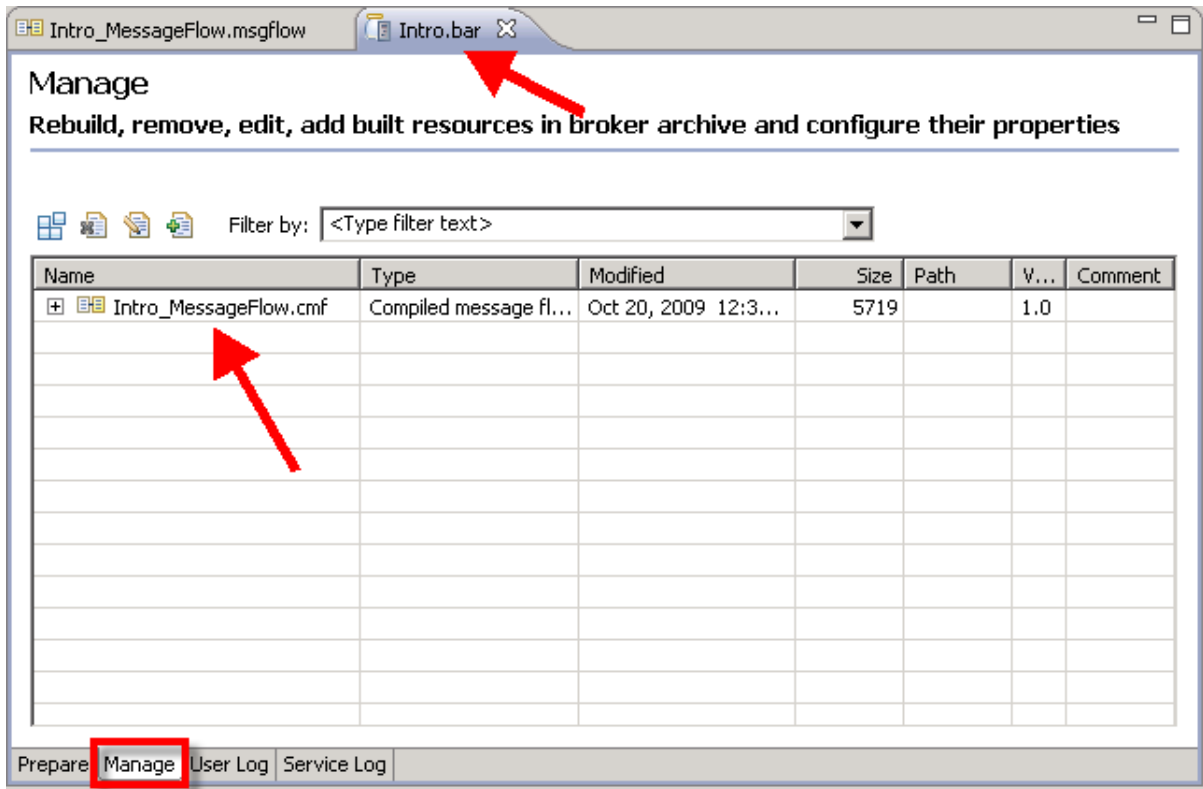 Intro_MessageFlow.msgflow Intro.bar
Manage
Rebuild, remove, edit, add built resources in broker archive and configure their properties
Filter by: <Type filter text>
Name Type Modified Size Path V... Comment
Intro_MessageFlow.cmf Compiled message fl... Oct 20, 2009 12:3... 5719 1.0
Prepare Manage User Log Service Log